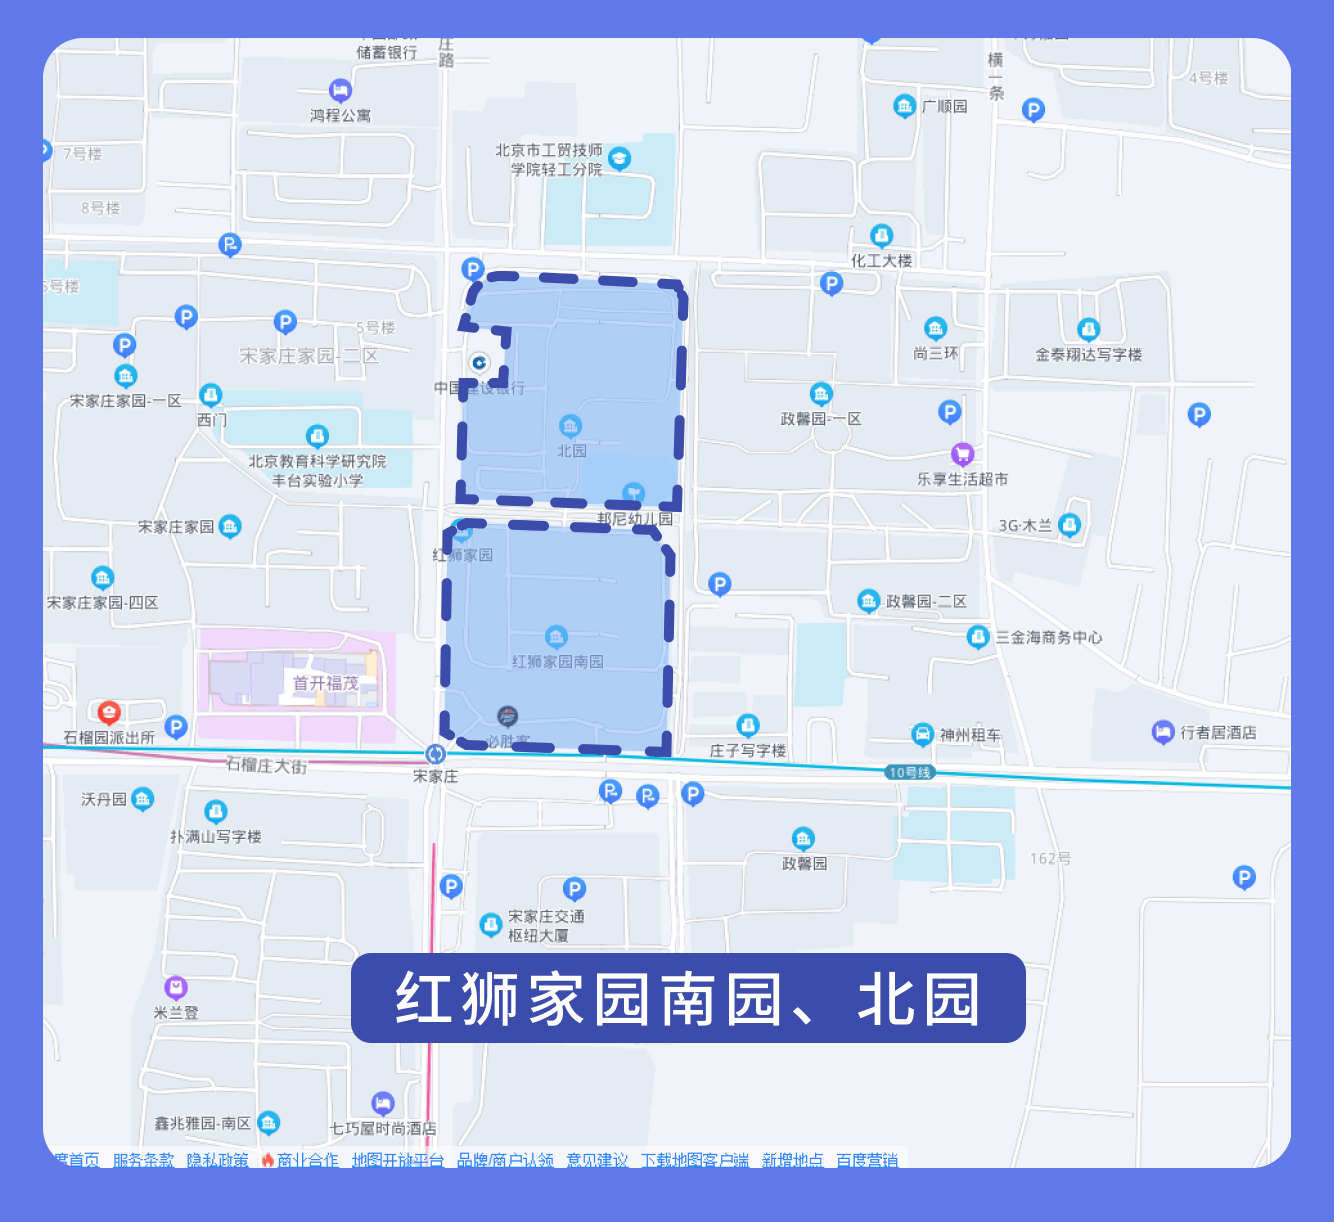 储蓄银行
庄路
横一条
4号楼
鸿程公寓
广顺园
7号楼
北京市工贸技师
学院轻工分院
8号楼
化工大楼
5号楼
5号楼
宋家庄家园-二区
尚三环
金泰翔达写字楼
中国建设银行
宋家庄家园-一区
西门
政馨园-一区
北园
北京教育科学研究院
丰台实验小学
乐享生活超市
邦尼幼儿园
宋家庄家园
3G·木兰
红狮家园
宋家庄家园-四区
政馨园-二区
三金海商务中心
红狮家园南园
首开福茂
石榴园派出所
必胜客
庄子写字楼
神州租车
行者居酒店
石榴庄大街
宋家庄
10号线
沃丹园
扑满山写字楼
政馨园
162号
宋家庄交通
枢纽大厦
红狮家园南园、北园
米兰登
鑫兆雅园-南区
七巧屋时尚酒店
度首页 服务条款 隐私政策 商业合作 地图开放平台 品牌/商户认领 意见建议 下载地图客户端 新增地点 百度营销